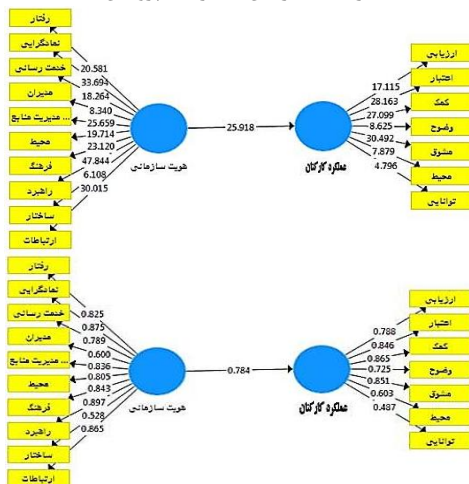 رفتار
نمادگرایی
خدمت رسانی
مدیران
مدیریت منابع ...
محیط
فرهنگ
راهبرد
ساختار
ارتباطات
20.581
33.694
18.264
8.340
25.659
19.714
23.120
47.844
6.108
30.015
هویت سازمانی
25.918
عملکرد کارکنان
17.115
28.163
27.099
8.625
30.492
7.879
4.796
ارزیابی
اعتبار
کمک
وضوح
مشوق
محیط
توانایی
رفتار
نمادگرایی
خدمت رسانی
مدیران
مدیریت منابع ...
محیط
فرهنگ
راهبرد
ساختار
ارتباطات
0.825
0.875
0.789
0.600
0.836
0.805
0.843
0.897
0.528
0.865
هویت سازمانی
0.784
عملکرد کارکنان
0.788
0.846
0.865
0.725
0.851
0.603
0.487
ارزیابی
اعتبار
کمک
وضوح
مشوق
محیط
توانایی